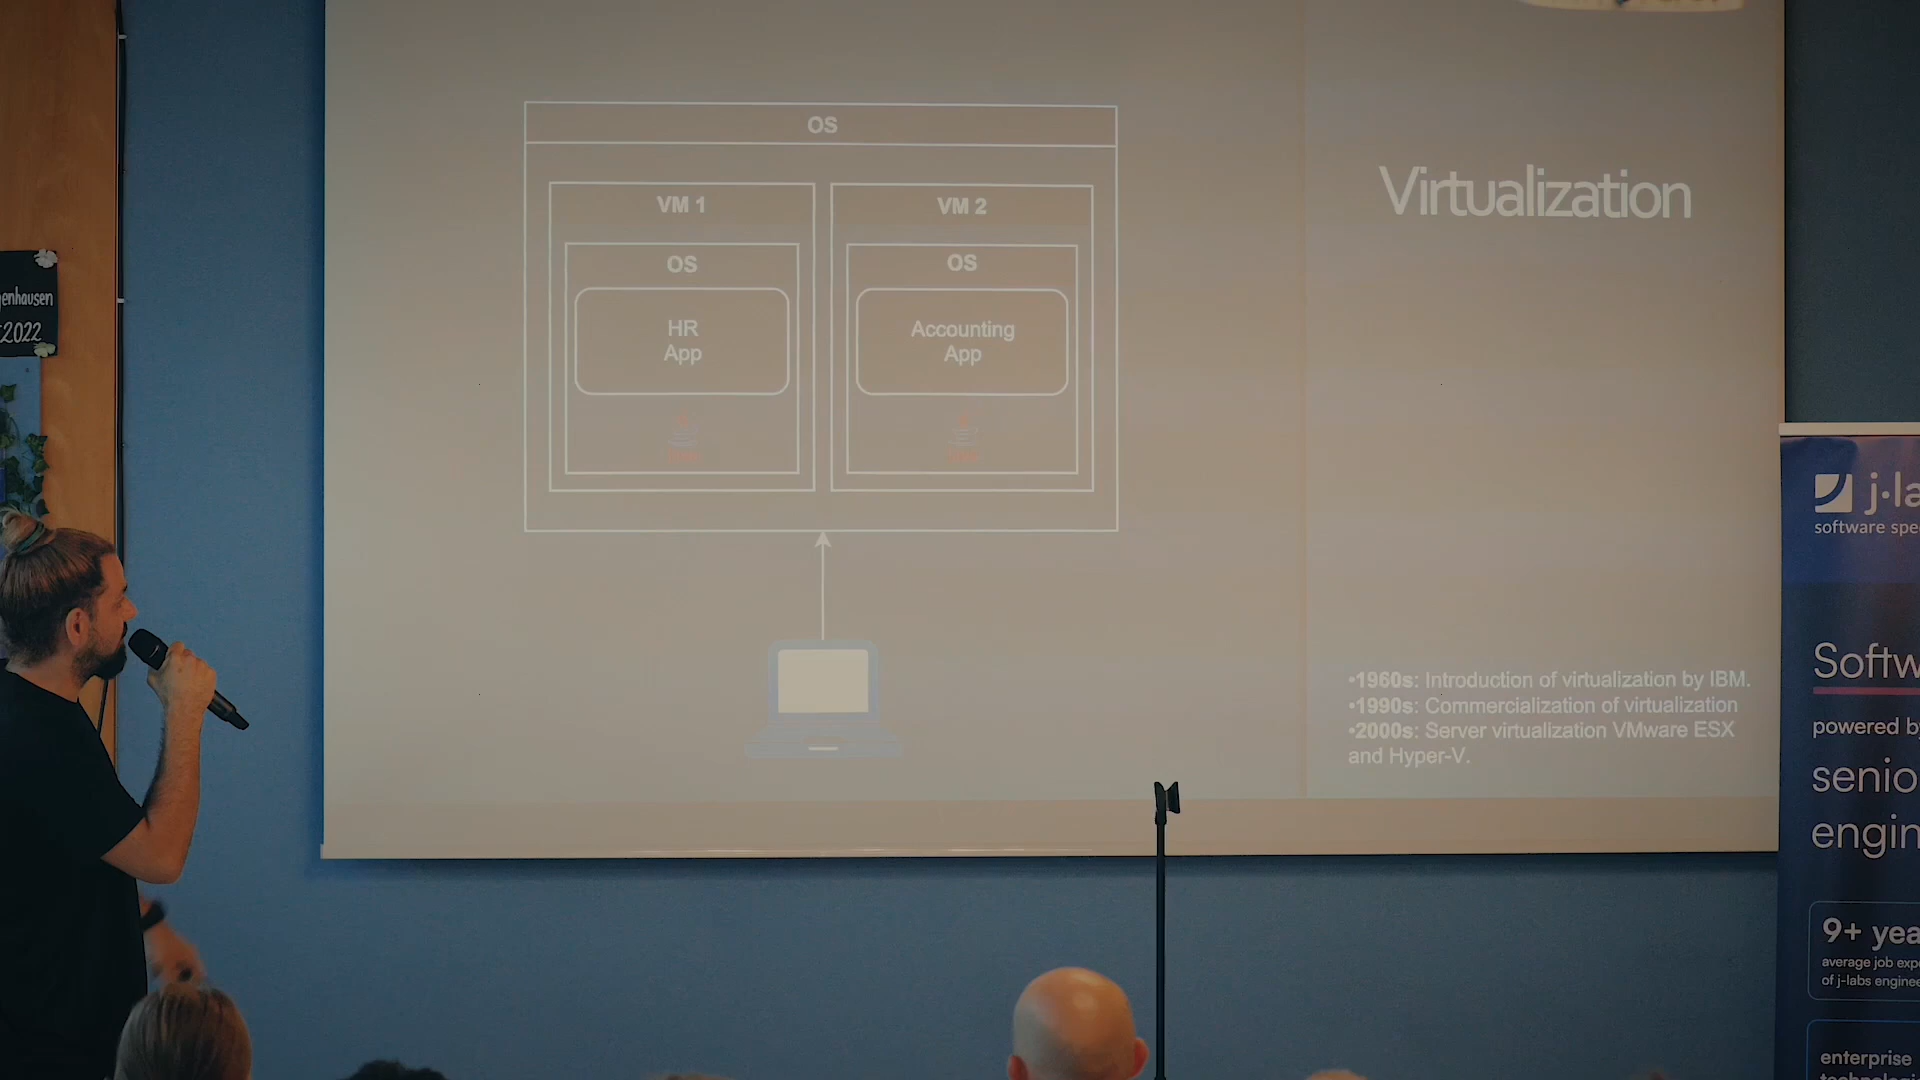 OS
VM 1
VM 2
OS
OS
HR
App
Accounting
App
Virtualization
•1960s: Introduction of virtualization by IBM.
•1990s: Commercialization of virtualization
•2000s: Server virtualization VMware ESX
and Hyper-V.
enhausen
2022
j·la
software spe
Softw
powered by
senio
engin
9+ yea
average job exp
of j-labs enginee
enterprise